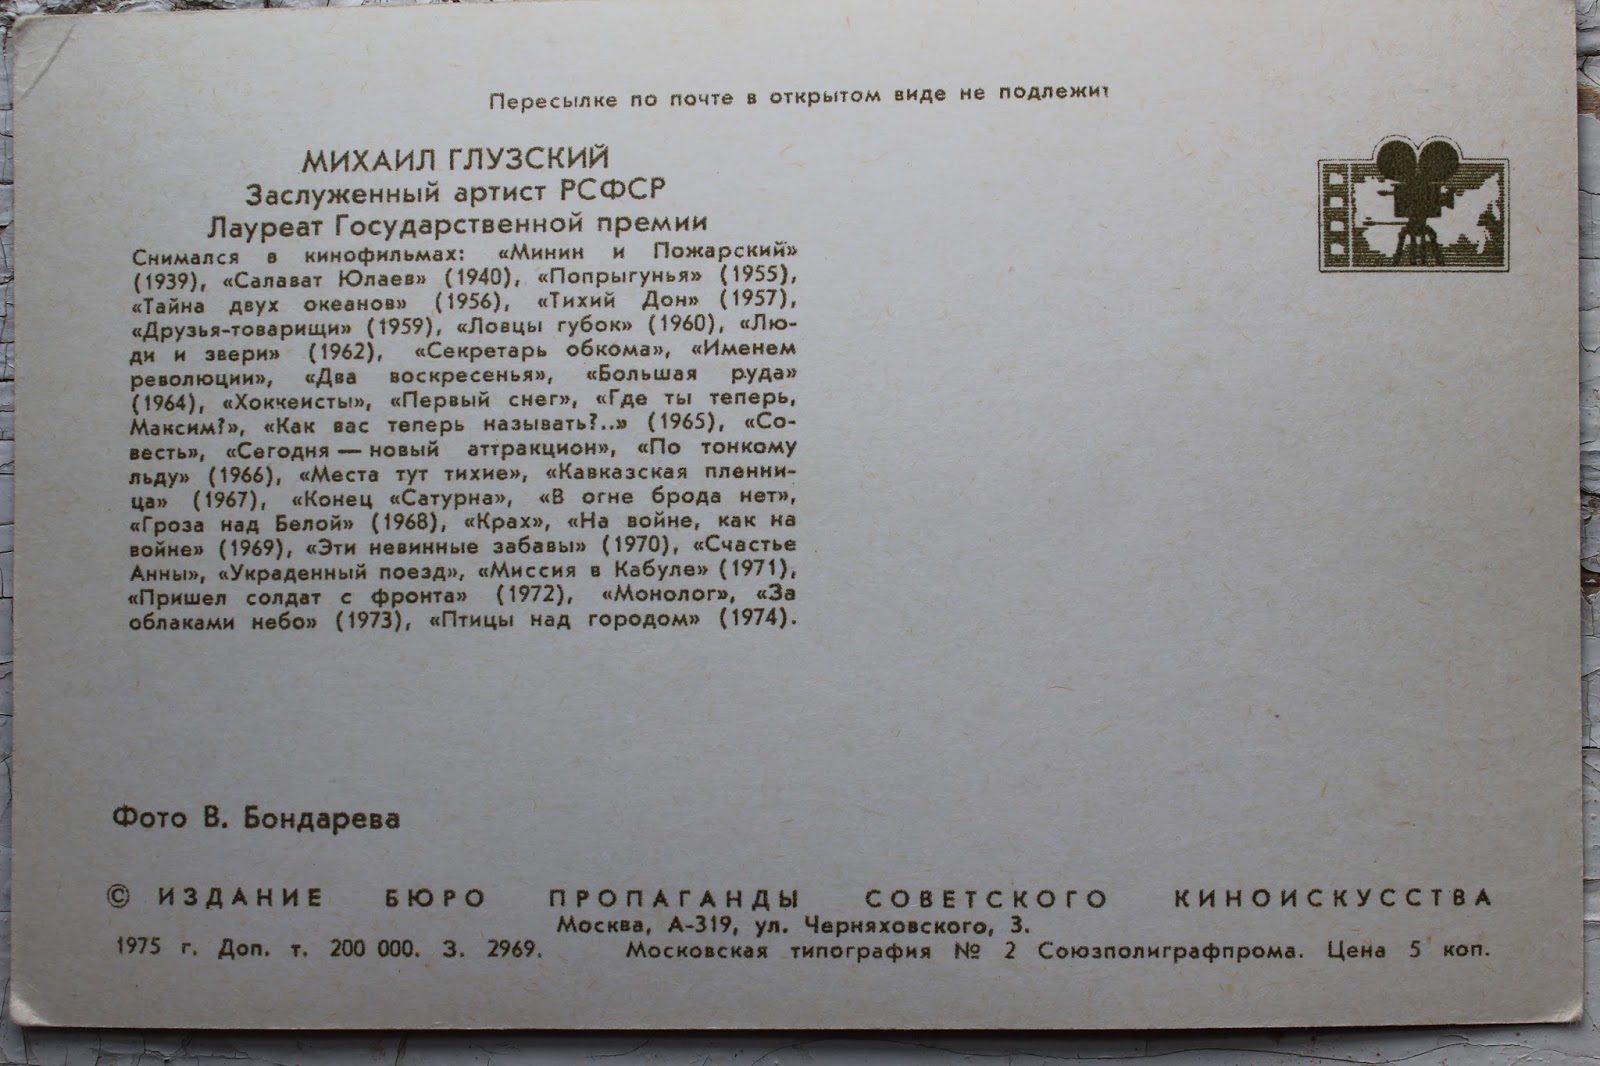 Пересылке по почте в открытом виде не подлежит
МИХАИЛ ГЛУЗСКИЙ
Заслуженный артист РСФСР
Лауреат Государственной премии
Снимался в кинофильмах: «Минин и Пожарский»
(1939), «Салават Юлаев» (1940), «Попрыгунья» (1955),
«Тайна двух океанов» (1956), «Тихий Дон» (1957),
«Друзья-товарищи» (1959), «Ловцы губок» (1960), «Лю-
ди и звери» (1962), «Секретарь обкома», «Именем
революции», «Два воскресенья», «Большая руда»
(1964), «Хоккеисты», «Первый снег», «Где ты теперь,
Максим?», «Как вас теперь называть?..» (1965), «Со-
весть», «Сегодня — новый аттракцион», «По тонкому
льду» (1966), «Места тут тихие», «Кавказская пленни-
ца» (1967), «Конец «Сатурна», «В огне брода нет»,
«Гроза над Белой» (1968), «Крах», «На войне, как на
войне» (1969), «Эти невинные забавы» (1970), «Счастье
Анны», «Украденный поезд», «Миссия в Кабуле» (1971),
«Пришел солдат с фронта» (1972), «Монолог», «За
облаками небо» (1973), «Птицы над городом» (1974).
Фото В. Бондарева
© ИЗДАНИЕ БЮРО ПРОПАГАНДЫ СОВЕТСКОГО КИНОИСКУССТВА
Москва, А-319, ул. Черняховского, 3.
1975 г. Доп. т. 200 000. З. 2969. Московская типография № 2 Союзполиграфпрома. Цена 5 коп.